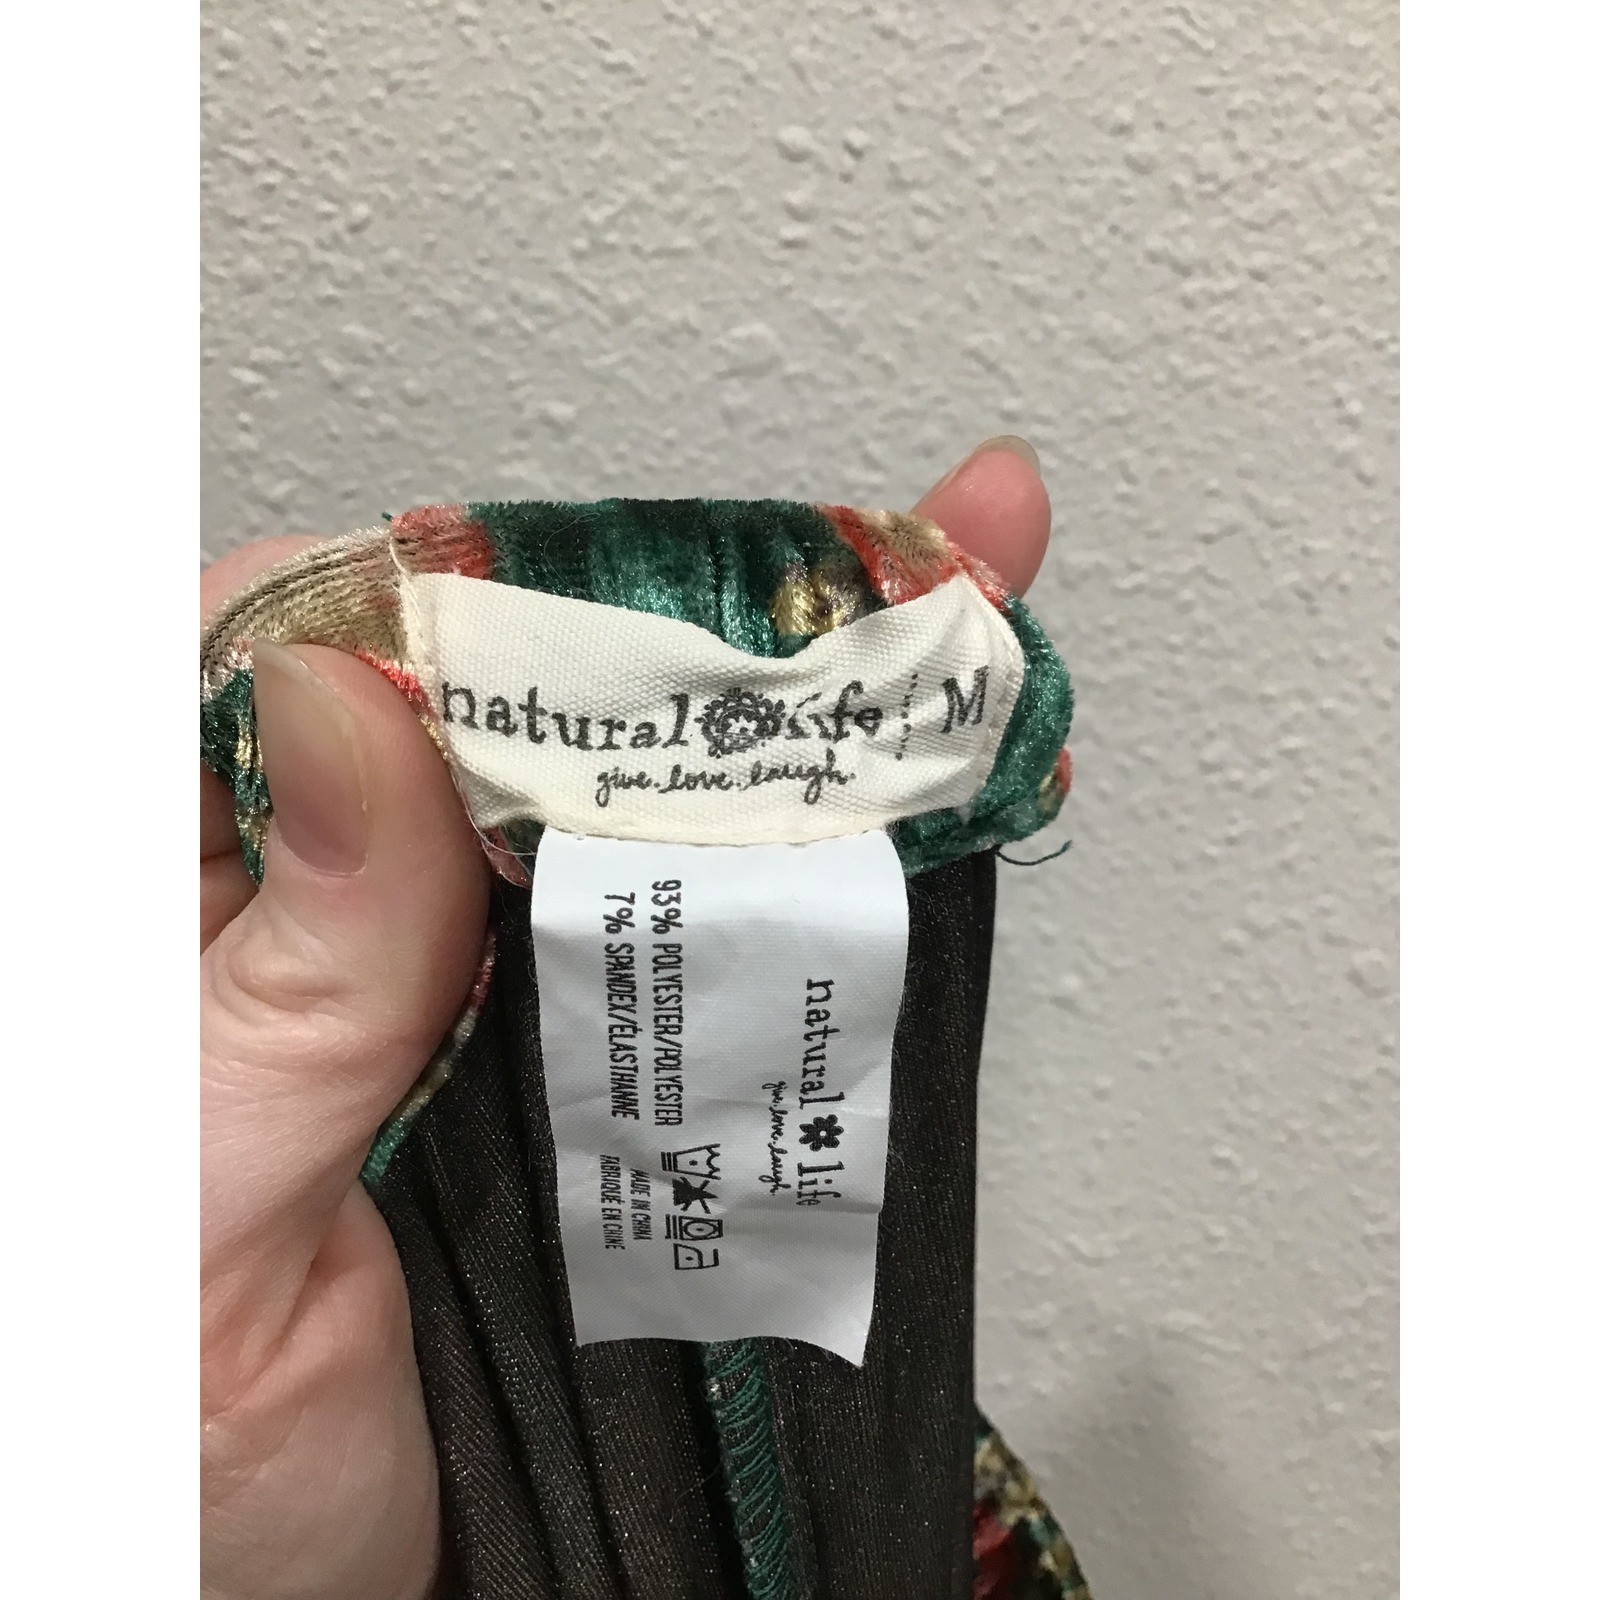 natural life M
give.love.laugh.
natural life
give.love.laugh.
93% POLYESTER/POLYESTER
7% SPANDEX/ÉLASTHANNE
MADE IN CHINA
FABRIQUÉ EN CHINE